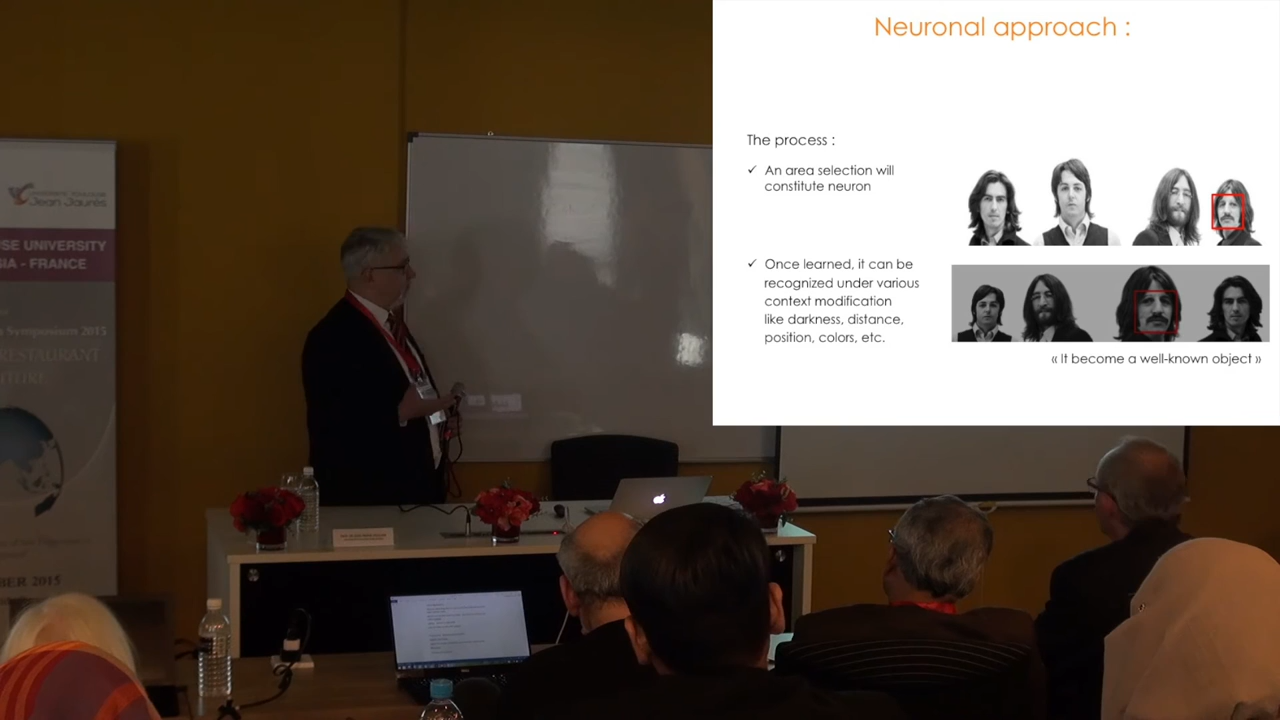 Neuronal approach :
The process :
✓ An area selection will
constitute neuron
✓ Once learned, it can be
recognized under various
context modification
like darkness, distance,
position, colors, etc.
« It become a well-known object »
Jean Jaurès
SE UNIVERSITY
IA - FRANCE
Symposium 2015
RESTAURANT
BER 2015